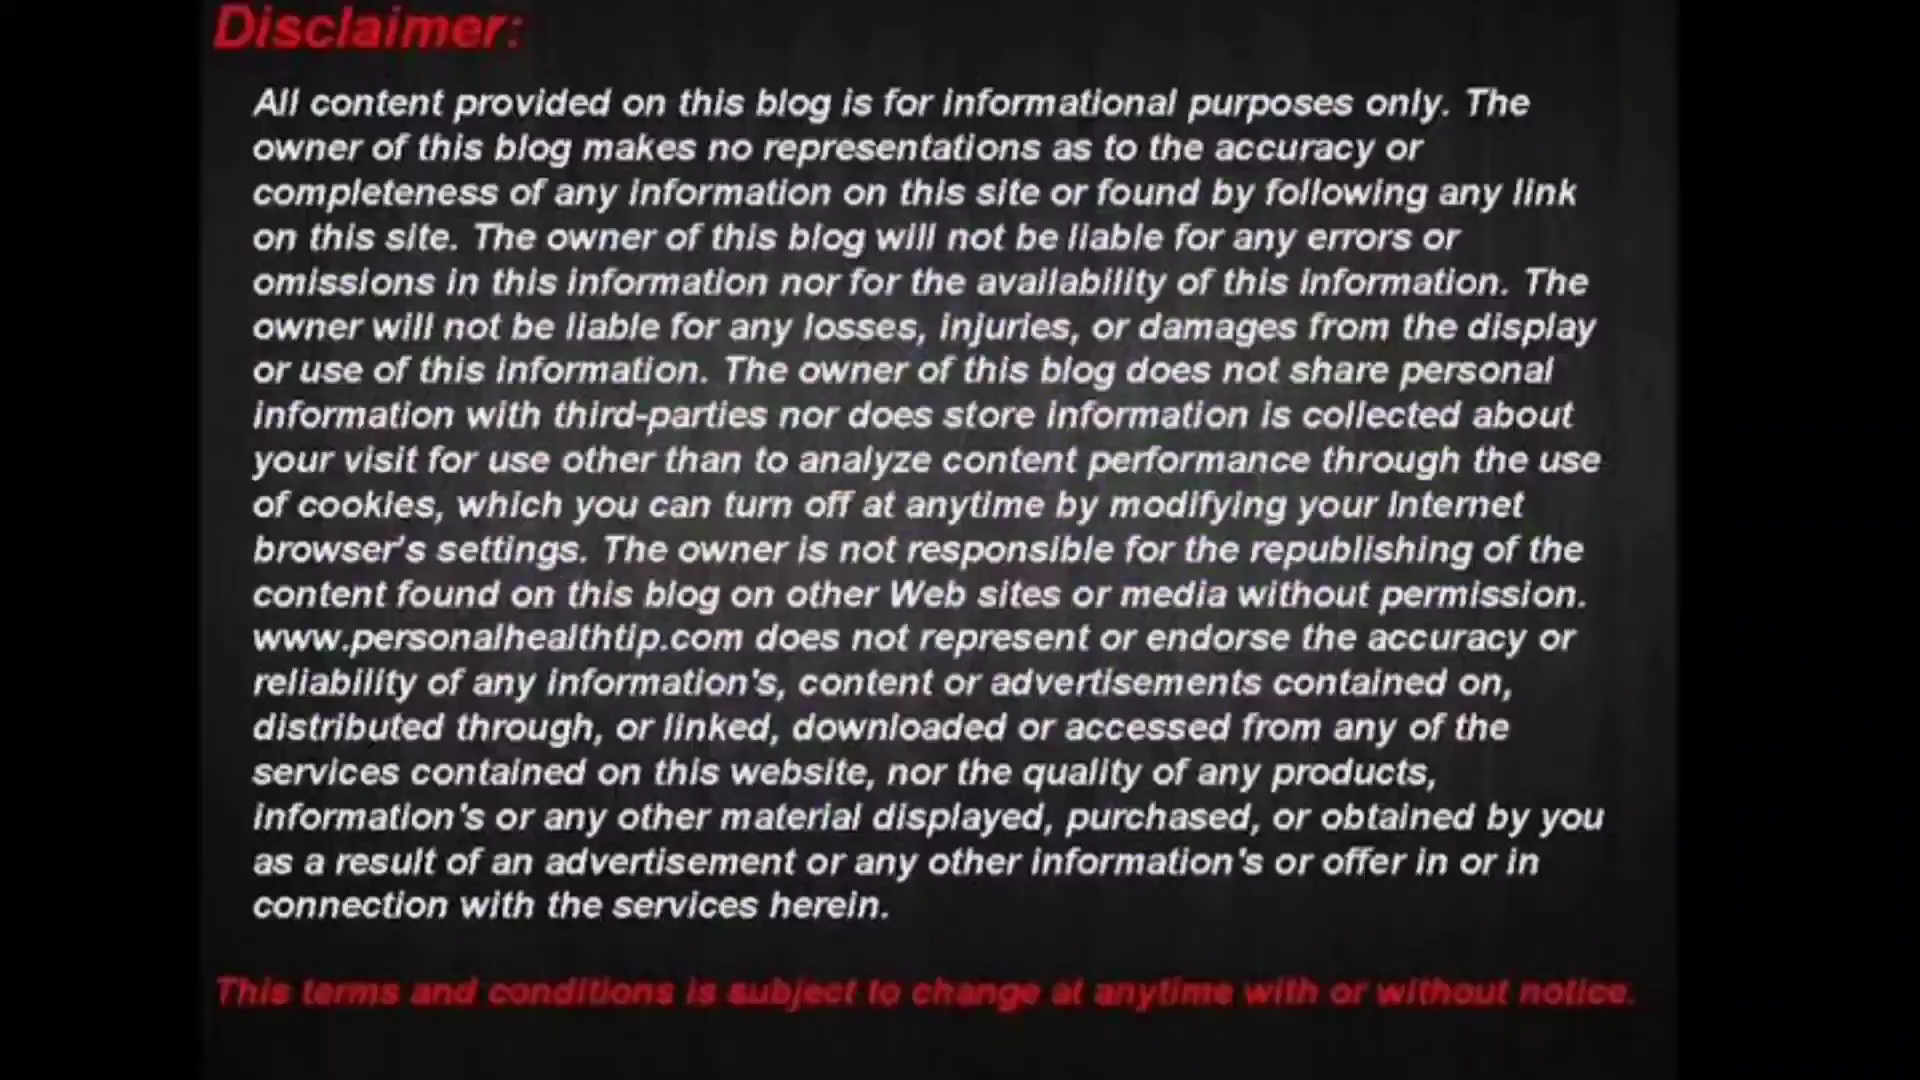 Disclaimer:
All content provided on this blog is for informational purposes only. The
owner of this blog makes no representations as to the accuracy or
completeness of any information on this site or found by following any link
on this site. The owner of this blog will not be liable for any errors or
omissions in this information nor for the availability of this information. The
owner will not be liable for any losses, injuries, or damages from the display
or use of this information. The owner of this blog does not share personal
information with third-parties nor does store information is collected about
your visit for use other than to analyze content performance through the use
of cookies, which you can turn off at anytime by modifying your Internet
browser's settings. The owner is not responsible for the republishing of the
content found on this blog on other Web sites or media without permission.
www.personalhealthtip.com does not represent or endorse the accuracy or
reliability of any information's, content or advertisements contained on,
distributed through, or linked, downloaded or accessed from any of the
services contained on this website, nor the quality of any products,
information's or any other material displayed, purchased, or obtained by you
as a result of an advertisement or any other information's or offer in or in
connection with the services herein.
This terms and conditions is subject to change at anytime with or without notice.